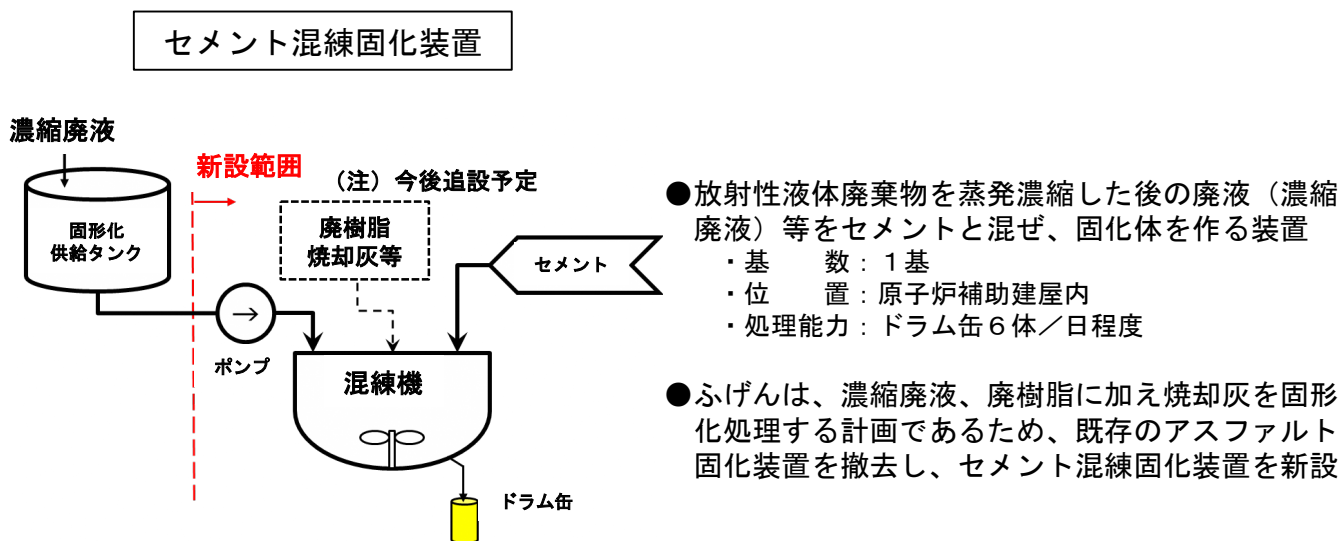 セメント混練固化装置
濃縮廃液
新設範囲
(注)今後追設予定
固形化
供給タンク
廃樹脂
焼却灰等
セメント
→
ポンプ
混練機
ドラム缶
●放射性液体廃棄物を蒸発濃縮した後の廃液(濃縮
廃液)等をセメントと混ぜ、固化体を作る装置
・基　　数:1基
・位　　置:原子炉補助建屋内
・処理能力:ドラム缶6体/日程度
●ふげんは、濃縮廃液、廃樹脂に加え焼却灰を固形
化処理する計画であるため、既存のアスファルト
固化装置を撤去し、セメント混練固化装置を新設